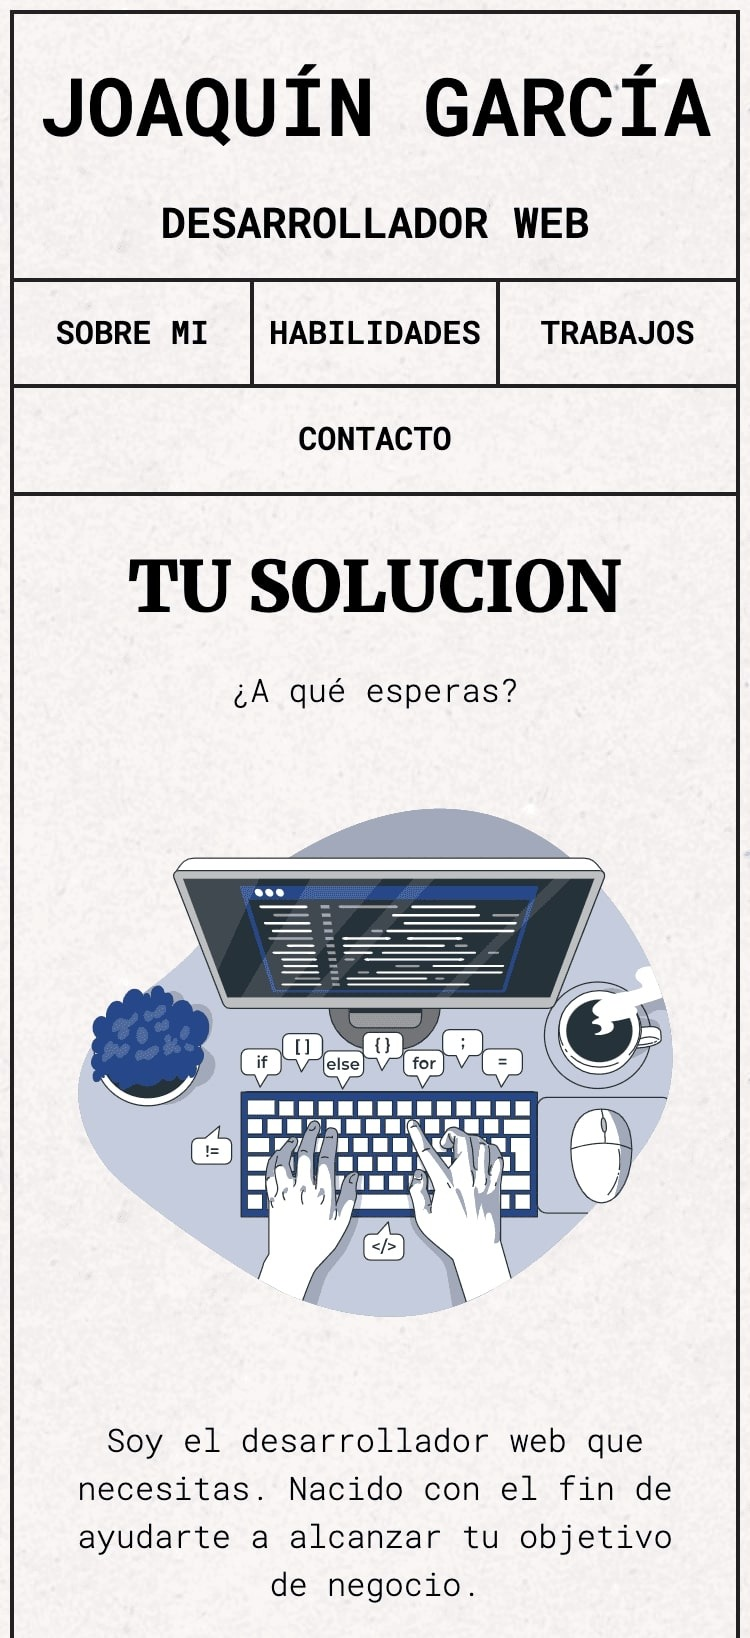 JOAQUÍN GARCÍA
DESARROLLADOR WEB
SOBRE MI
HABILIDADES
TRABAJOS
CONTACTO
TU SOLUCION
¿A qué esperas?
if
[ ]
else
{ }
for
;
=
!=
</>
Soy el desarrollador web que
necesitas. Nacido con el fin de
ayudarte a alcanzar tu objetivo
de negocio.